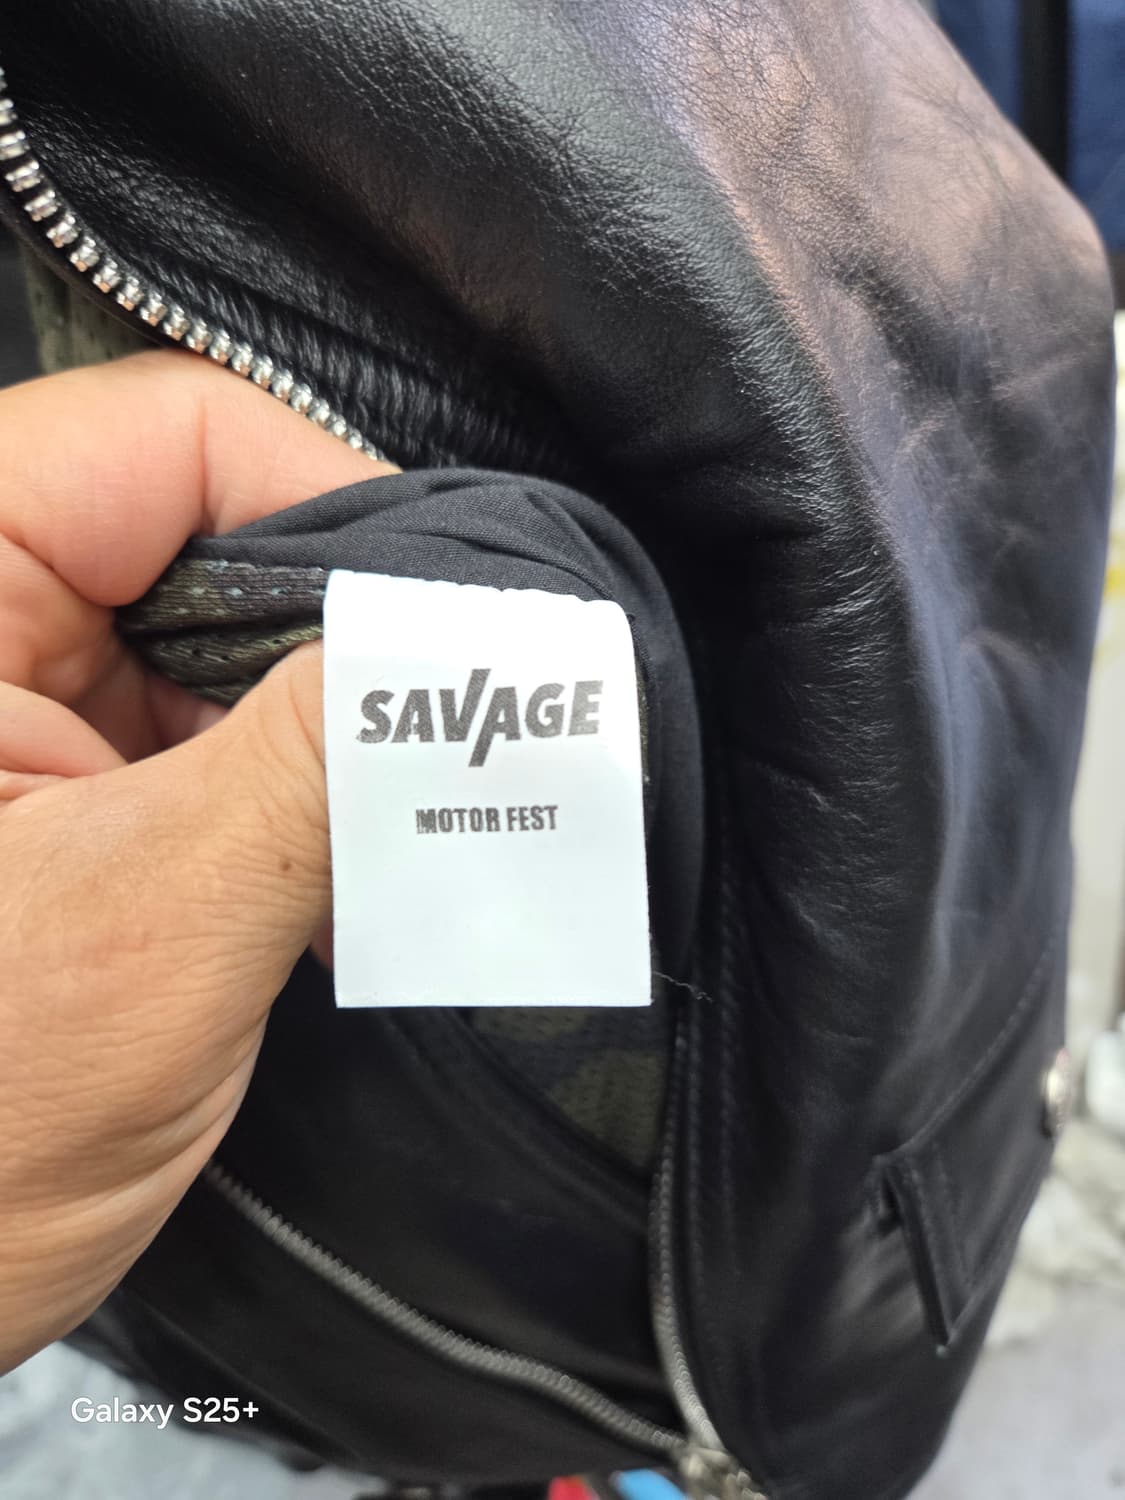 SAVAGE
MOTOR FEST
Galaxy S25+